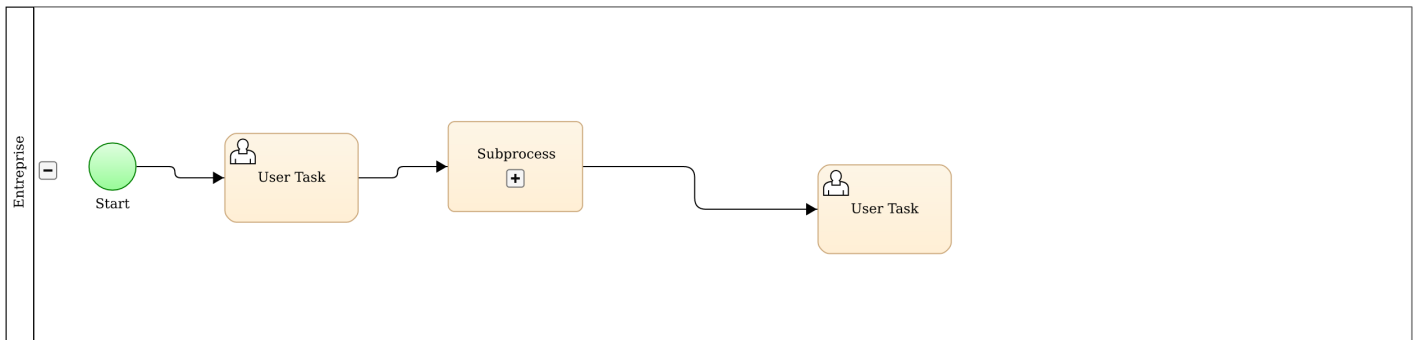 Entreprise
Start
User Task
Subprocess
User Task